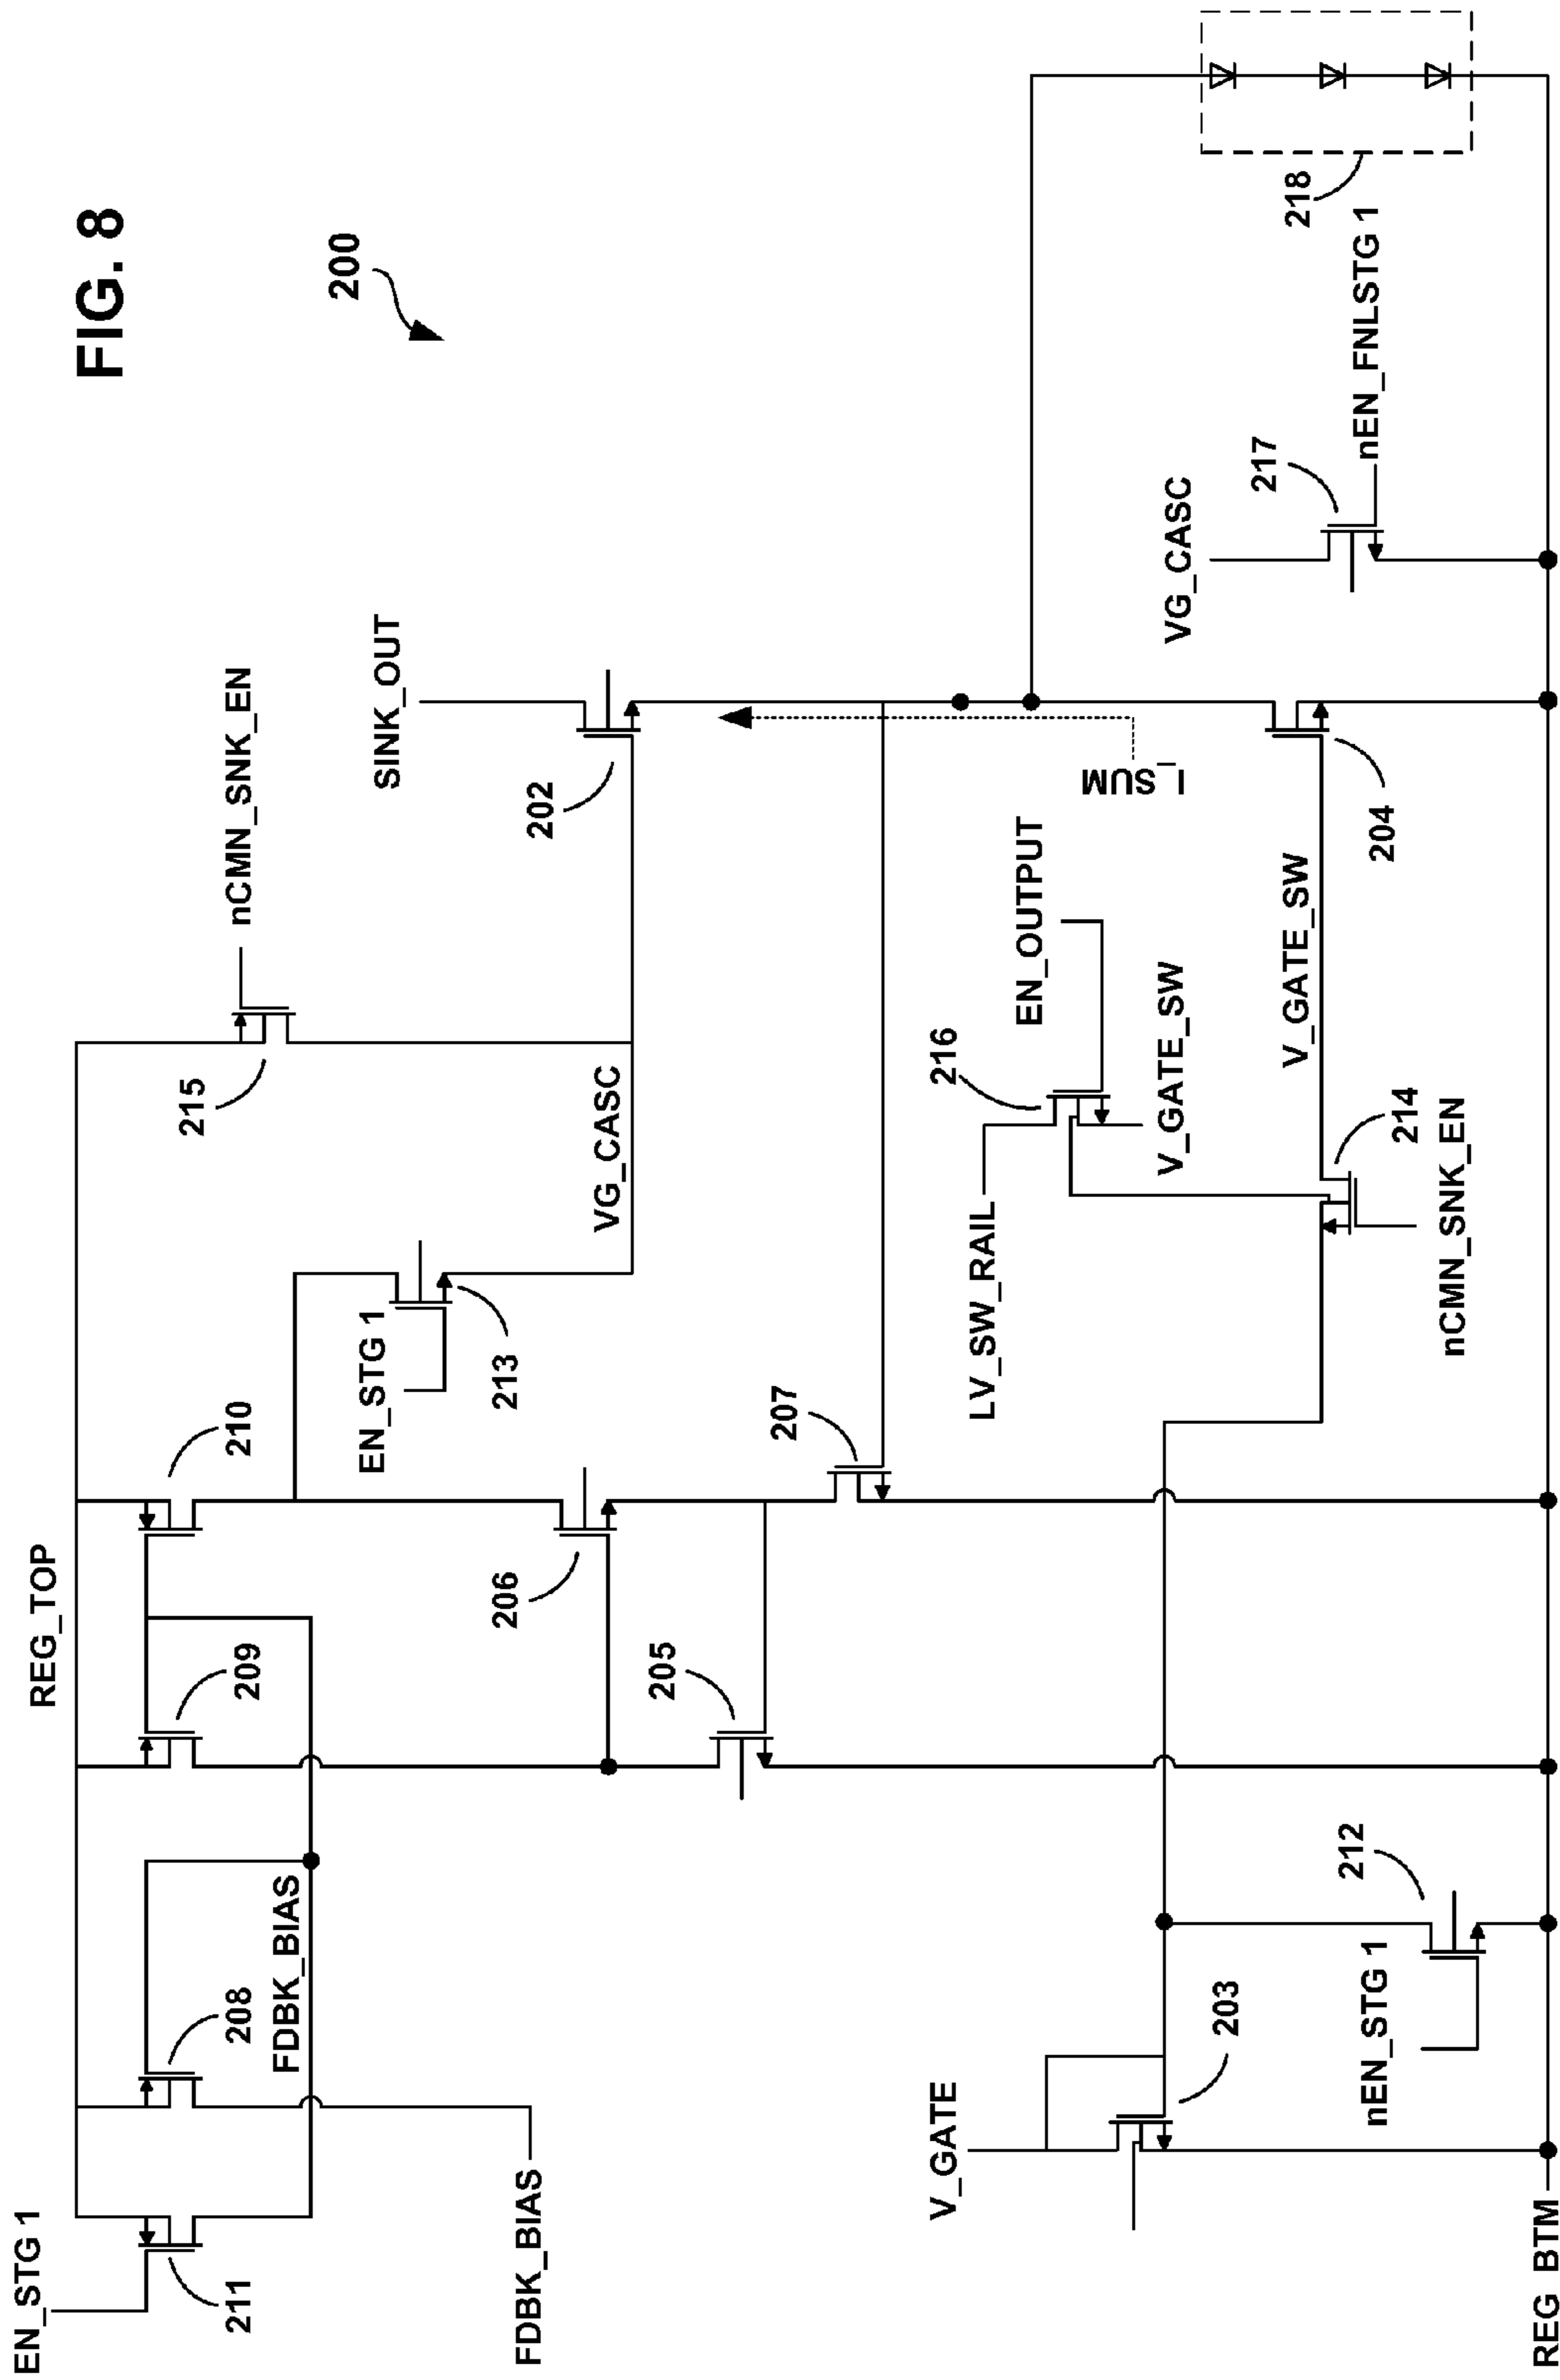 FIG. 8
200
EN_STG 1
211
208
FDBK_BIAS
FDBK_BIAS
REG_TOP
209
210
EN_STG 1
213
215
nCMN_SNK_EN
SINK_OUT
202
VG_CASC
206
205
207
I_SUM
V_GATE
203
nEN_STG 1
212
LV_SW_RAIL
216
EN_OUTPUT
V_GATE_SW
V_GATE_SW
214
nCMN_SNK_EN
204
VG_CASC
217
nEN_FNLSTG 1
218
REG_BTM